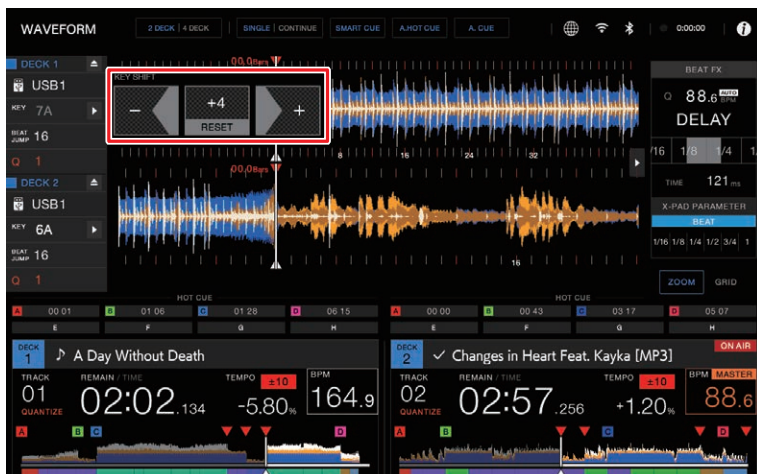 WAVEFORM
2 DECK | 4 DECK
SINGLE | CONTINUE
SMART CUE
A.HOT CUE
A. CUE
0:00:00
i
DECK 1
USB1
KEY 7A
BEAT JUMP 16
Q 1
00.0Bars
KEY SHIFT
−
+4
RESET
+
8 16 24 32
DECK 2
USB1
KEY 6A
BEAT JUMP 16
Q 1
00.0Bars
16
BEAT FX
Q 88.6 AUTO BPM
DELAY
/16 1/8 1/4 1/
TIME 121 ms
X-PAD PARAMETER
BEAT
1/16 1/8 1/4 1/2 3/4 1
ZOOM GRID
HOT CUE
A 00 01 B 01 06 C 01 28 D 06 15
E F G H
HOT CUE
A 00 00 B 00 43 C 03 17 D 05 07
E F G H
DECK 1
A Day Without Death
TRACK 01
QUANTIZE
REMAIN / TIME
02:02.134
TEMPO ±10
-5.80%
BPM
164.9
A B C D
DECK 2
Changes in Heart Feat. Kayka [MP3]
ON AIR
TRACK 02
QUANTIZE
REMAIN / TIME
02:57.256
TEMPO ±10
+1.20%
BPM MASTER
88.6
A B C D